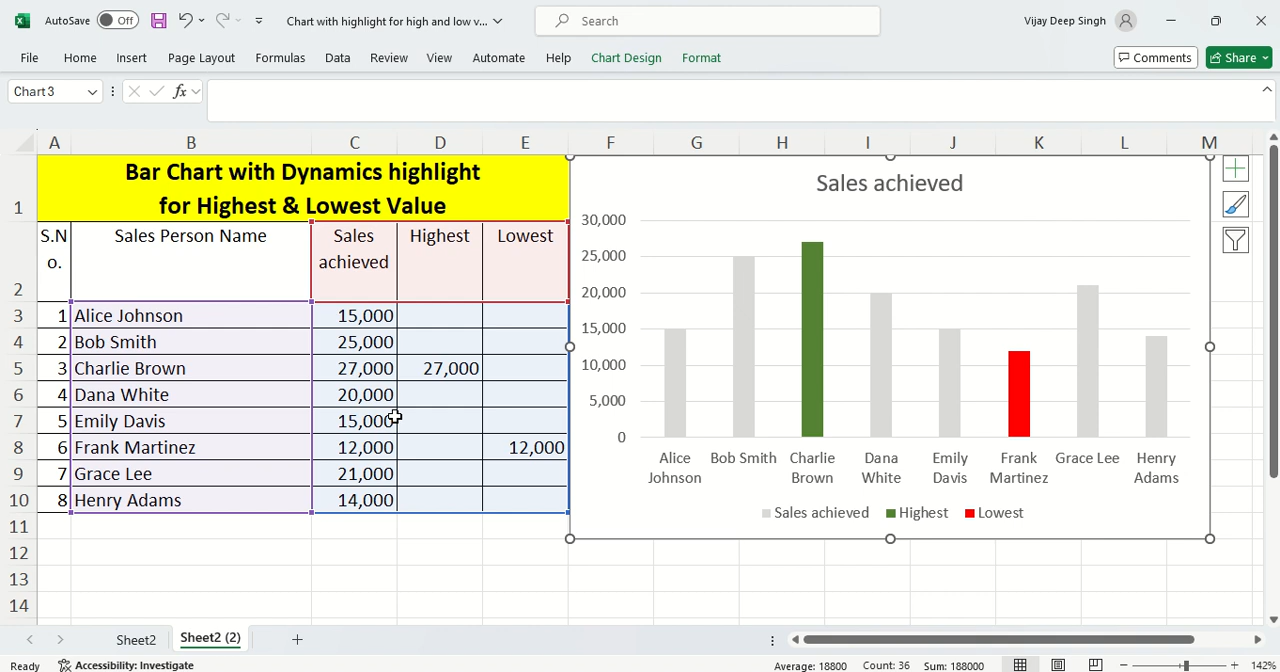 AutoSave Off Chart with highlight for high and low v... Search Vijay Deep Singh
File Home Insert Page Layout Formulas Data Review View Automate Help Chart Design Format Comments Share
Chart 3 fx
A B C D E F G H I J K L M
1 Bar Chart with Dynamics highlight
for Highest & Lowest Value
2 S.N Sales Person Name Sales Highest Lowest
o. achieved
3 1 Alice Johnson 15,000
4 2 Bob Smith 25,000
5 3 Charlie Brown 27,000 27,000
6 4 Dana White 20,000
7 5 Emily Davis 15,000
8 6 Frank Martinez 12,000 12,000
9 7 Grace Lee 21,000
10 8 Henry Adams 14,000
11
12
13
14
Sales achieved
30,000
25,000
20,000
15,000
10,000
5,000
0
Alice Bob Smith Charlie Dana Emily Frank Grace Lee Henry
Johnson Brown White Davis Martinez Adams
Sales achieved Highest Lowest
Sheet2 Sheet2 (2)
Ready Accessibility: Investigate Average: 18800 Count: 36 Sum: 188000 142%